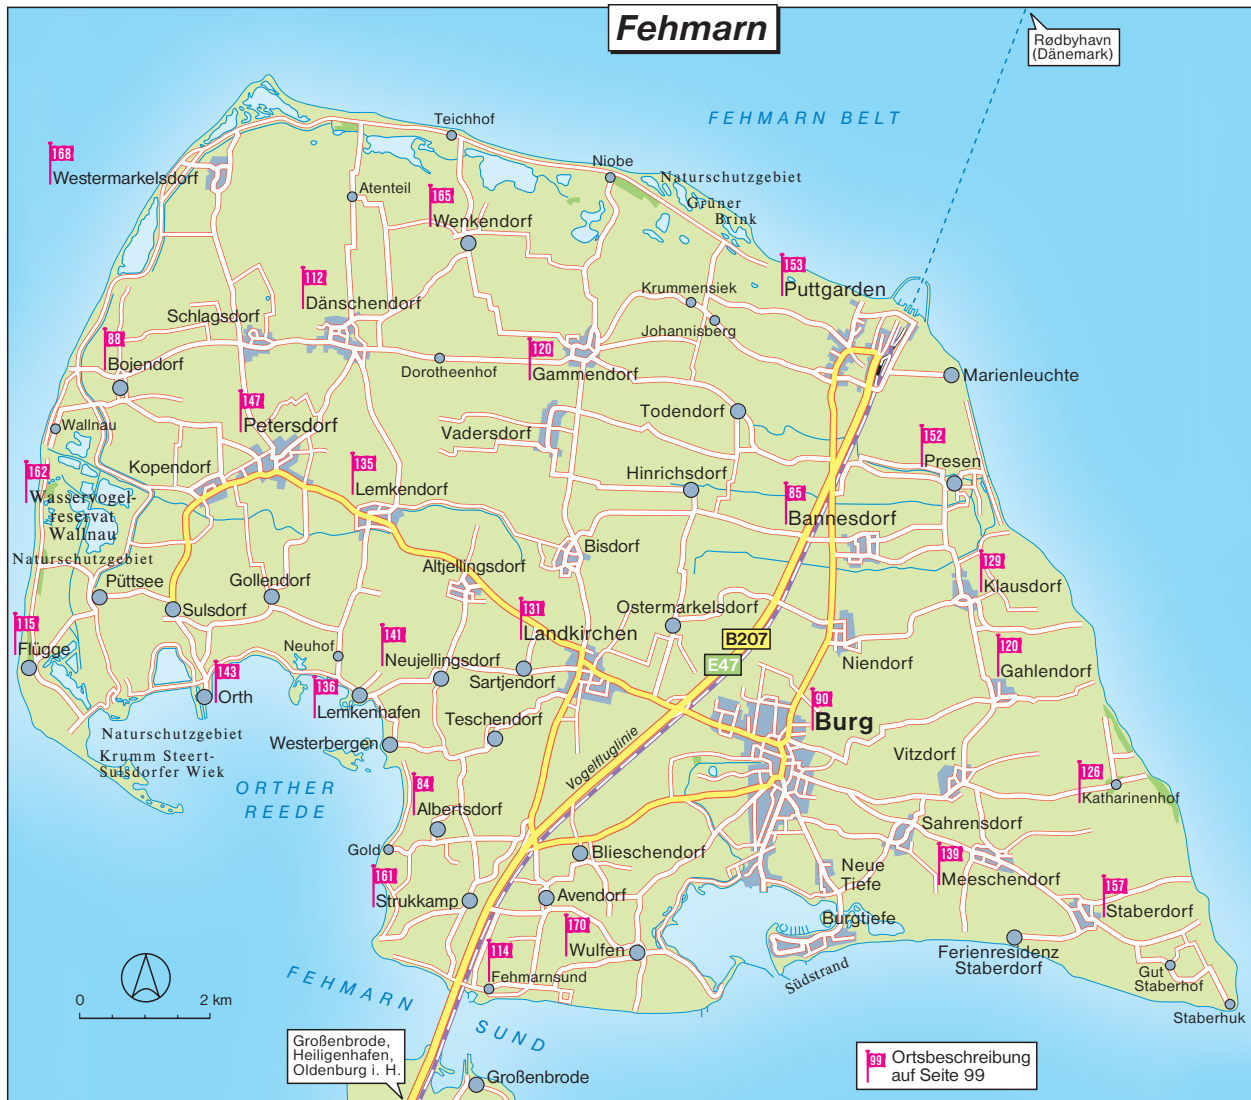 Fehmarn
Rødbyhavn
(Dänemark)
FEHMARN BELT
Teichhof
168
Westermarkelsdorf
Niobe
Naturschutzgebiet
Grüner
Brink
Atenteil
165
Wenkendorf
153
Puttgarden
112
Dänschendorf
Krummensiek
Schlagsdorf
Johannisberg
88
Bojendorf
Dorotheenhof
120
Gammendorf
Marienleuchte
147
Petersdorf
Todendorf
Wallnau
Vadersdorf
152
Presen
162
Wasservogel-
reservat
Wallnau
Kopendorf
135
Lemkendorf
Hinrichsdorf
85
Bannesdorf
Naturschutzgebiet
Püttsee
Bisdorf
Altjellingsdorf
129
Klausdorf
Gollendorf
Sulsdorf
Ostermarkelsdorf
131
Landkirchen
115
Flügge
B207
E47
Neuhof
141
Neujellingsdorf
Niendorf
120
Gahlendorf
143
Orth
136
Lemkenhafen
Sartjendorf
90
Burg
Teschendorf
Naturschutzgebiet
Krumm Steert-
Sulsdorfer Wiek
Westerbergen
Vogelfluglinie
Vitzdorf
126
Katharinenhof
ORTHER
REEDE
84
Albertsdorf
Sahrensdorf
Gold
Blieschendorf
139
Meeschendorf
Neue
Tiefe
161
Strukkamp
Avendorf
157
Staberdorf
170
Wulfen
Burgtiefe
114
Fehmarnsund
Ferienresidenz
Staberdorf
Südstrand
Gut
Staberhof
Staberhuk
FEHMARN
SUND
0 2 km
Großenbrode,
Heiligenhafen,
Oldenburg i. H.
Großenbrode
99 Ortsbeschreibung
auf Seite 99